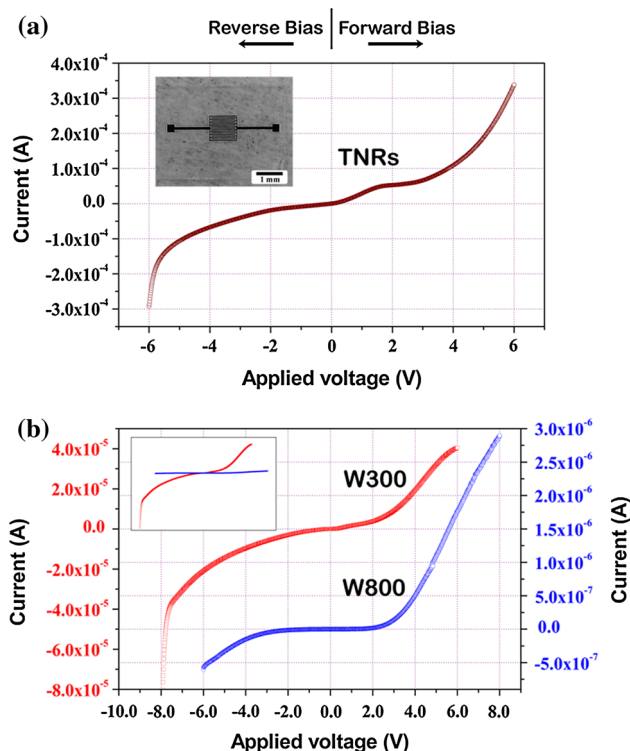 Reverse Bias | Forward Bias
(a)
4.0x10⁻⁴
3.0x10⁻⁴
2.0x10⁻⁴
1.0x10⁻⁴
0.0
-1.0x10⁻⁴
-2.0x10⁻⁴
-3.0x10⁻⁴
Current (A)
1 mm
TNRs
-6 -4 -2 0 2 4 6
Applied voltage (V)
(b)
4.0x10⁻⁵
2.0x10⁻⁵
0.0
-2.0x10⁻⁵
-4.0x10⁻⁵
-6.0x10⁻⁵
-8.0x10⁻⁵
Current (A)
W300
W800
3.0x10⁻⁶
2.5x10⁻⁶
2.0x10⁻⁶
1.5x10⁻⁶
1.0x10⁻⁶
5.0x10⁻⁷
0.0
-5.0x10⁻⁷
Current (A)
-10.0 -8.0 -6.0 -4.0 -2.0 0.0 2.0 4.0 6.0 8.0
Applied voltage (V)